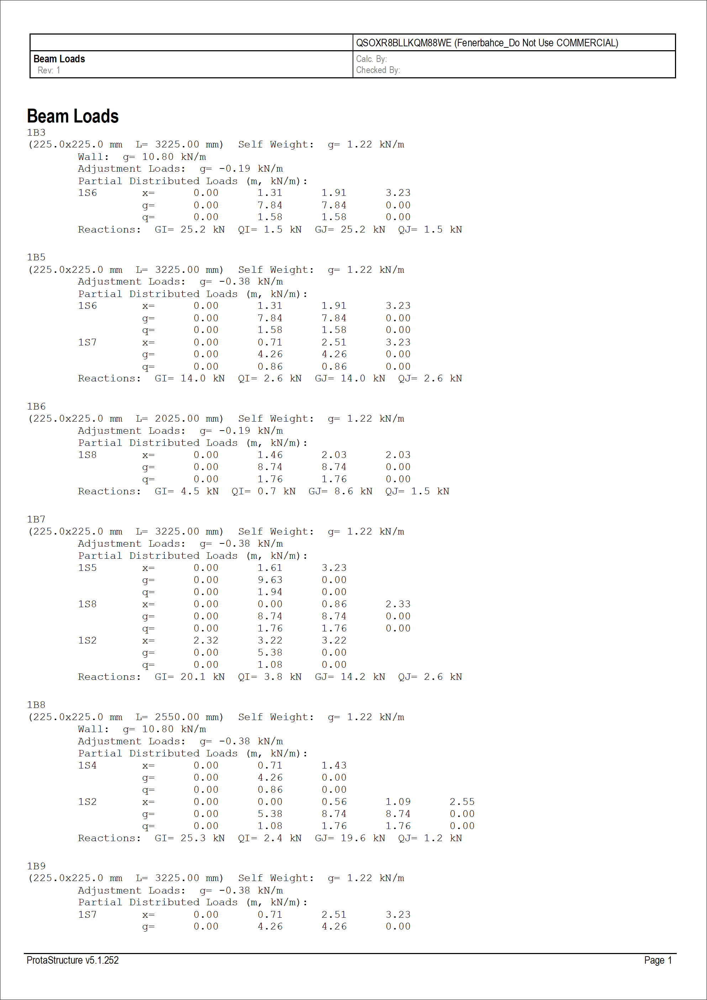 QSOXR8BLLKQM88WE (Fenerbahce_Do Not Use COMMERCIAL)
Beam Loads
Rev: 1
Calc. By:
Checked By:
Beam Loads
1B3
(225.0x225.0 mm L= 3225.00 mm) Self Weight: g= 1.22 kN/m
Wall: g= 10.80 kN/m
Adjustment Loads: g= -0.19 kN/m
Partial Distributed Loads (m, kN/m):
1S6 x= 0.00 1.31 1.91 3.23
g= 0.00 7.84 7.84 0.00
q= 0.00 1.58 1.58 0.00
Reactions: GI= 25.2 kN QI= 1.5 kN GJ= 25.2 kN QJ= 1.5 kN
1B5
(225.0x225.0 mm L= 3225.00 mm) Self Weight: g= 1.22 kN/m
Adjustment Loads: g= -0.38 kN/m
Partial Distributed Loads (m, kN/m):
1S6 x= 0.00 1.31 1.91 3.23
g= 0.00 7.84 7.84 0.00
q= 0.00 1.58 1.58 0.00
1S7 x= 0.00 0.71 2.51 3.23
g= 0.00 4.26 4.26 0.00
q= 0.00 0.86 0.86 0.00
Reactions: GI= 14.0 kN QI= 2.6 kN GJ= 14.0 kN QJ= 2.6 kN
1B6
(225.0x225.0 mm L= 2025.00 mm) Self Weight: g= 1.22 kN/m
Adjustment Loads: g= -0.19 kN/m
Partial Distributed Loads (m, kN/m):
1S8 x= 0.00 1.46 2.03 2.03
g= 0.00 8.74 8.74 0.00
q= 0.00 1.76 1.76 0.00
Reactions: GI= 4.5 kN QI= 0.7 kN GJ= 8.6 kN QJ= 1.5 kN
1B7
(225.0x225.0 mm L= 3225.00 mm) Self Weight: g= 1.22 kN/m
Adjustment Loads: g= -0.38 kN/m
Partial Distributed Loads (m, kN/m):
1S5 x= 0.00 1.61 3.23
g= 0.00 9.63 0.00
q= 0.00 1.94 0.00
1S8 x= 0.00 0.00 0.86 2.33
g= 0.00 8.74 8.74 0.00
q= 0.00 1.76 1.76 0.00
1S2 x= 2.32 3.22 3.22
g= 0.00 5.38 0.00
q= 0.00 1.08 0.00
Reactions: GI= 20.1 kN QI= 3.8 kN GJ= 14.2 kN QJ= 2.6 kN
1B8
(225.0x225.0 mm L= 2550.00 mm) Self Weight: g= 1.22 kN/m
Wall: g= 10.80 kN/m
Adjustment Loads: g= -0.38 kN/m
Partial Distributed Loads (m, kN/m):
1S4 x= 0.00 0.71 1.43
g= 0.00 4.26 0.00
q= 0.00 0.86 0.00
1S2 x= 0.00 0.00 0.56 1.09 2.55
g= 0.00 5.38 8.74 8.74 0.00
q= 0.00 1.08 1.76 1.76 0.00
Reactions: GI= 25.3 kN QI= 2.4 kN GJ= 19.6 kN QJ= 1.2 kN
1B9
(225.0x225.0 mm L= 3225.00 mm) Self Weight: g= 1.22 kN/m
Adjustment Loads: g= -0.38 kN/m
Partial Distributed Loads (m, kN/m):
1S7 x= 0.00 0.71 2.51 3.23
g= 0.00 4.26 4.26 0.00
ProtaStructure v5.1.252
Page 1